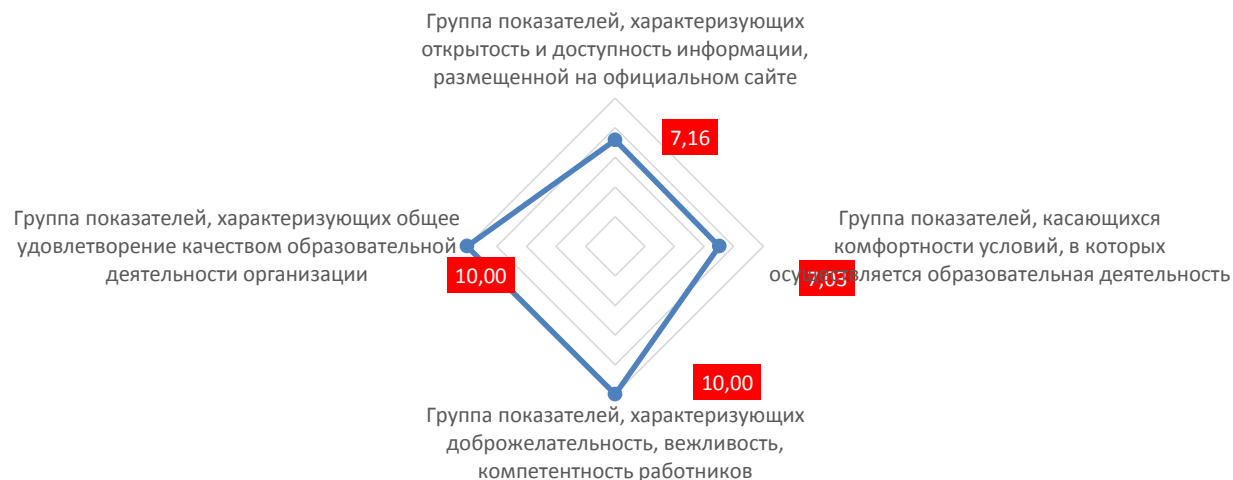 Группа показателей, характеризующих
открытость и доступность информации,
размещенной на официальном сайте
7,16
Группа показателей, характеризующих общее
удовлетворение качеством образовательной
деятельности организации
10,00
Группа показателей, касающихся
комфортности условий, в которых
осуществляется образовательная деятельность
7,03
10,00
Группа показателей, характеризующих
доброжелательность, вежливость,
компетентность работников